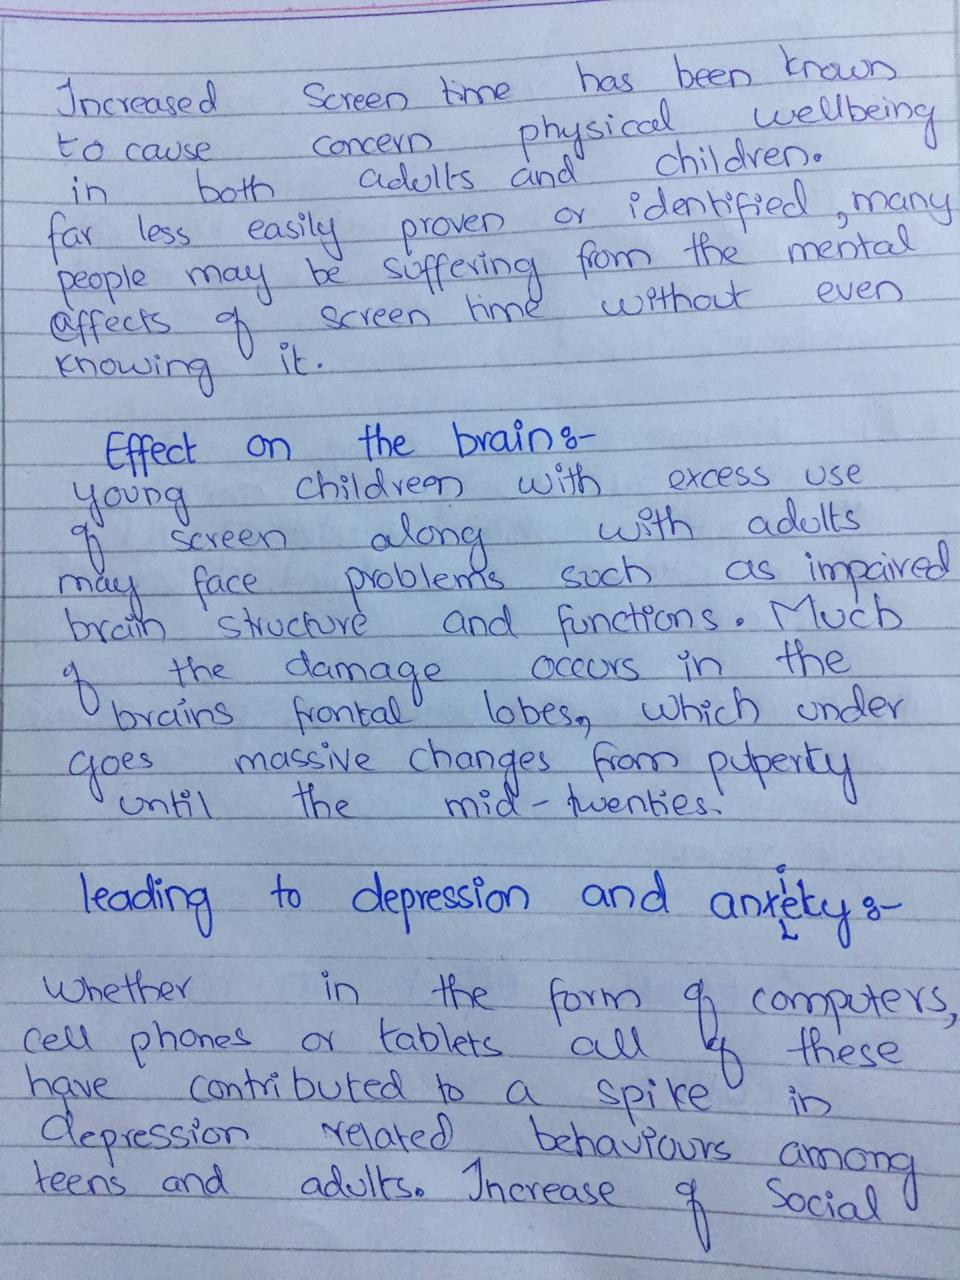 Increased screen time has been known
to cause concern physical wellbeing
in both adults and children.
far less easily proven or identified, many
people may be suffering from the mental
affects of screen time without even
knowing it.
Effect on the brain:-
young children with excess use
of screen along with adults
may face problems such as impaired
brain structure and functions. Much
of the damage occurs in the
brains frontal lobes, which under
goes massive changes from puberty
until the mid-twenties.
leading to depression and anxiety:-
Whether in the form of computers,
cell phones or tablets all of these
have contributed to a spike in
depression related behaviours among
teens and adults. Increase of Social